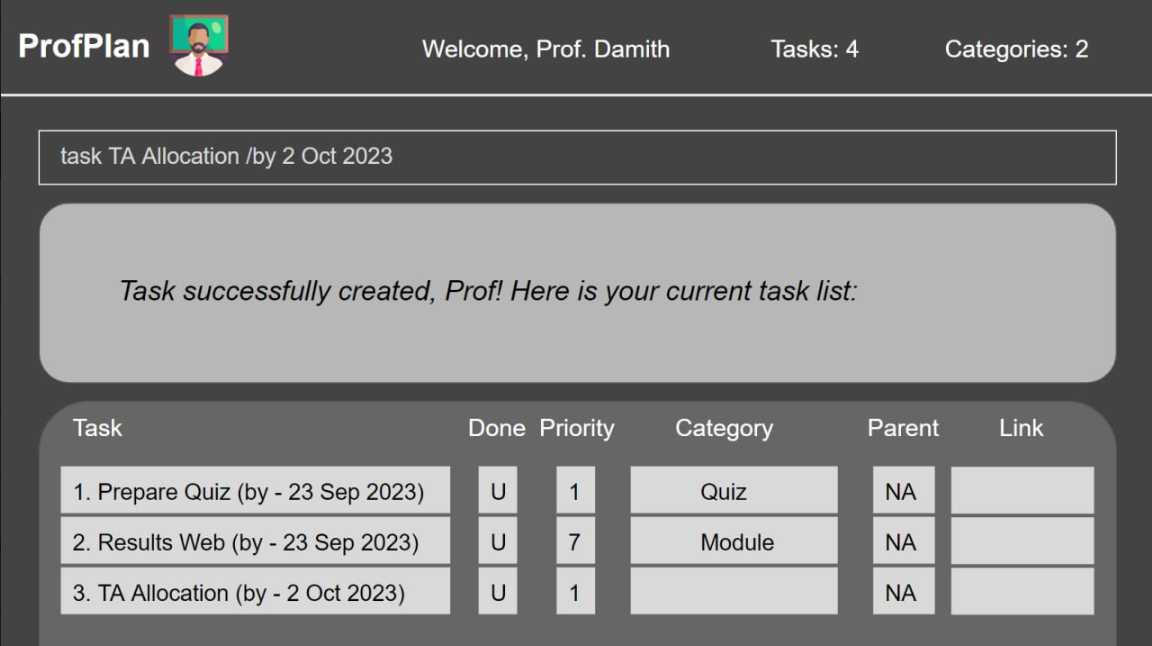 ProfPlan Welcome, Prof. Damith Tasks: 4 Categories: 2
task TA Allocation /by 2 Oct 2023
Task successfully created, Prof! Here is your current task list:
Task Done Priority Category Parent Link
1. Prepare Quiz (by - 23 Sep 2023) U 1 Quiz NA
2. Results Web (by - 23 Sep 2023) U 7 Module NA
3. TA Allocation (by - 2 Oct 2023) U 1 NA